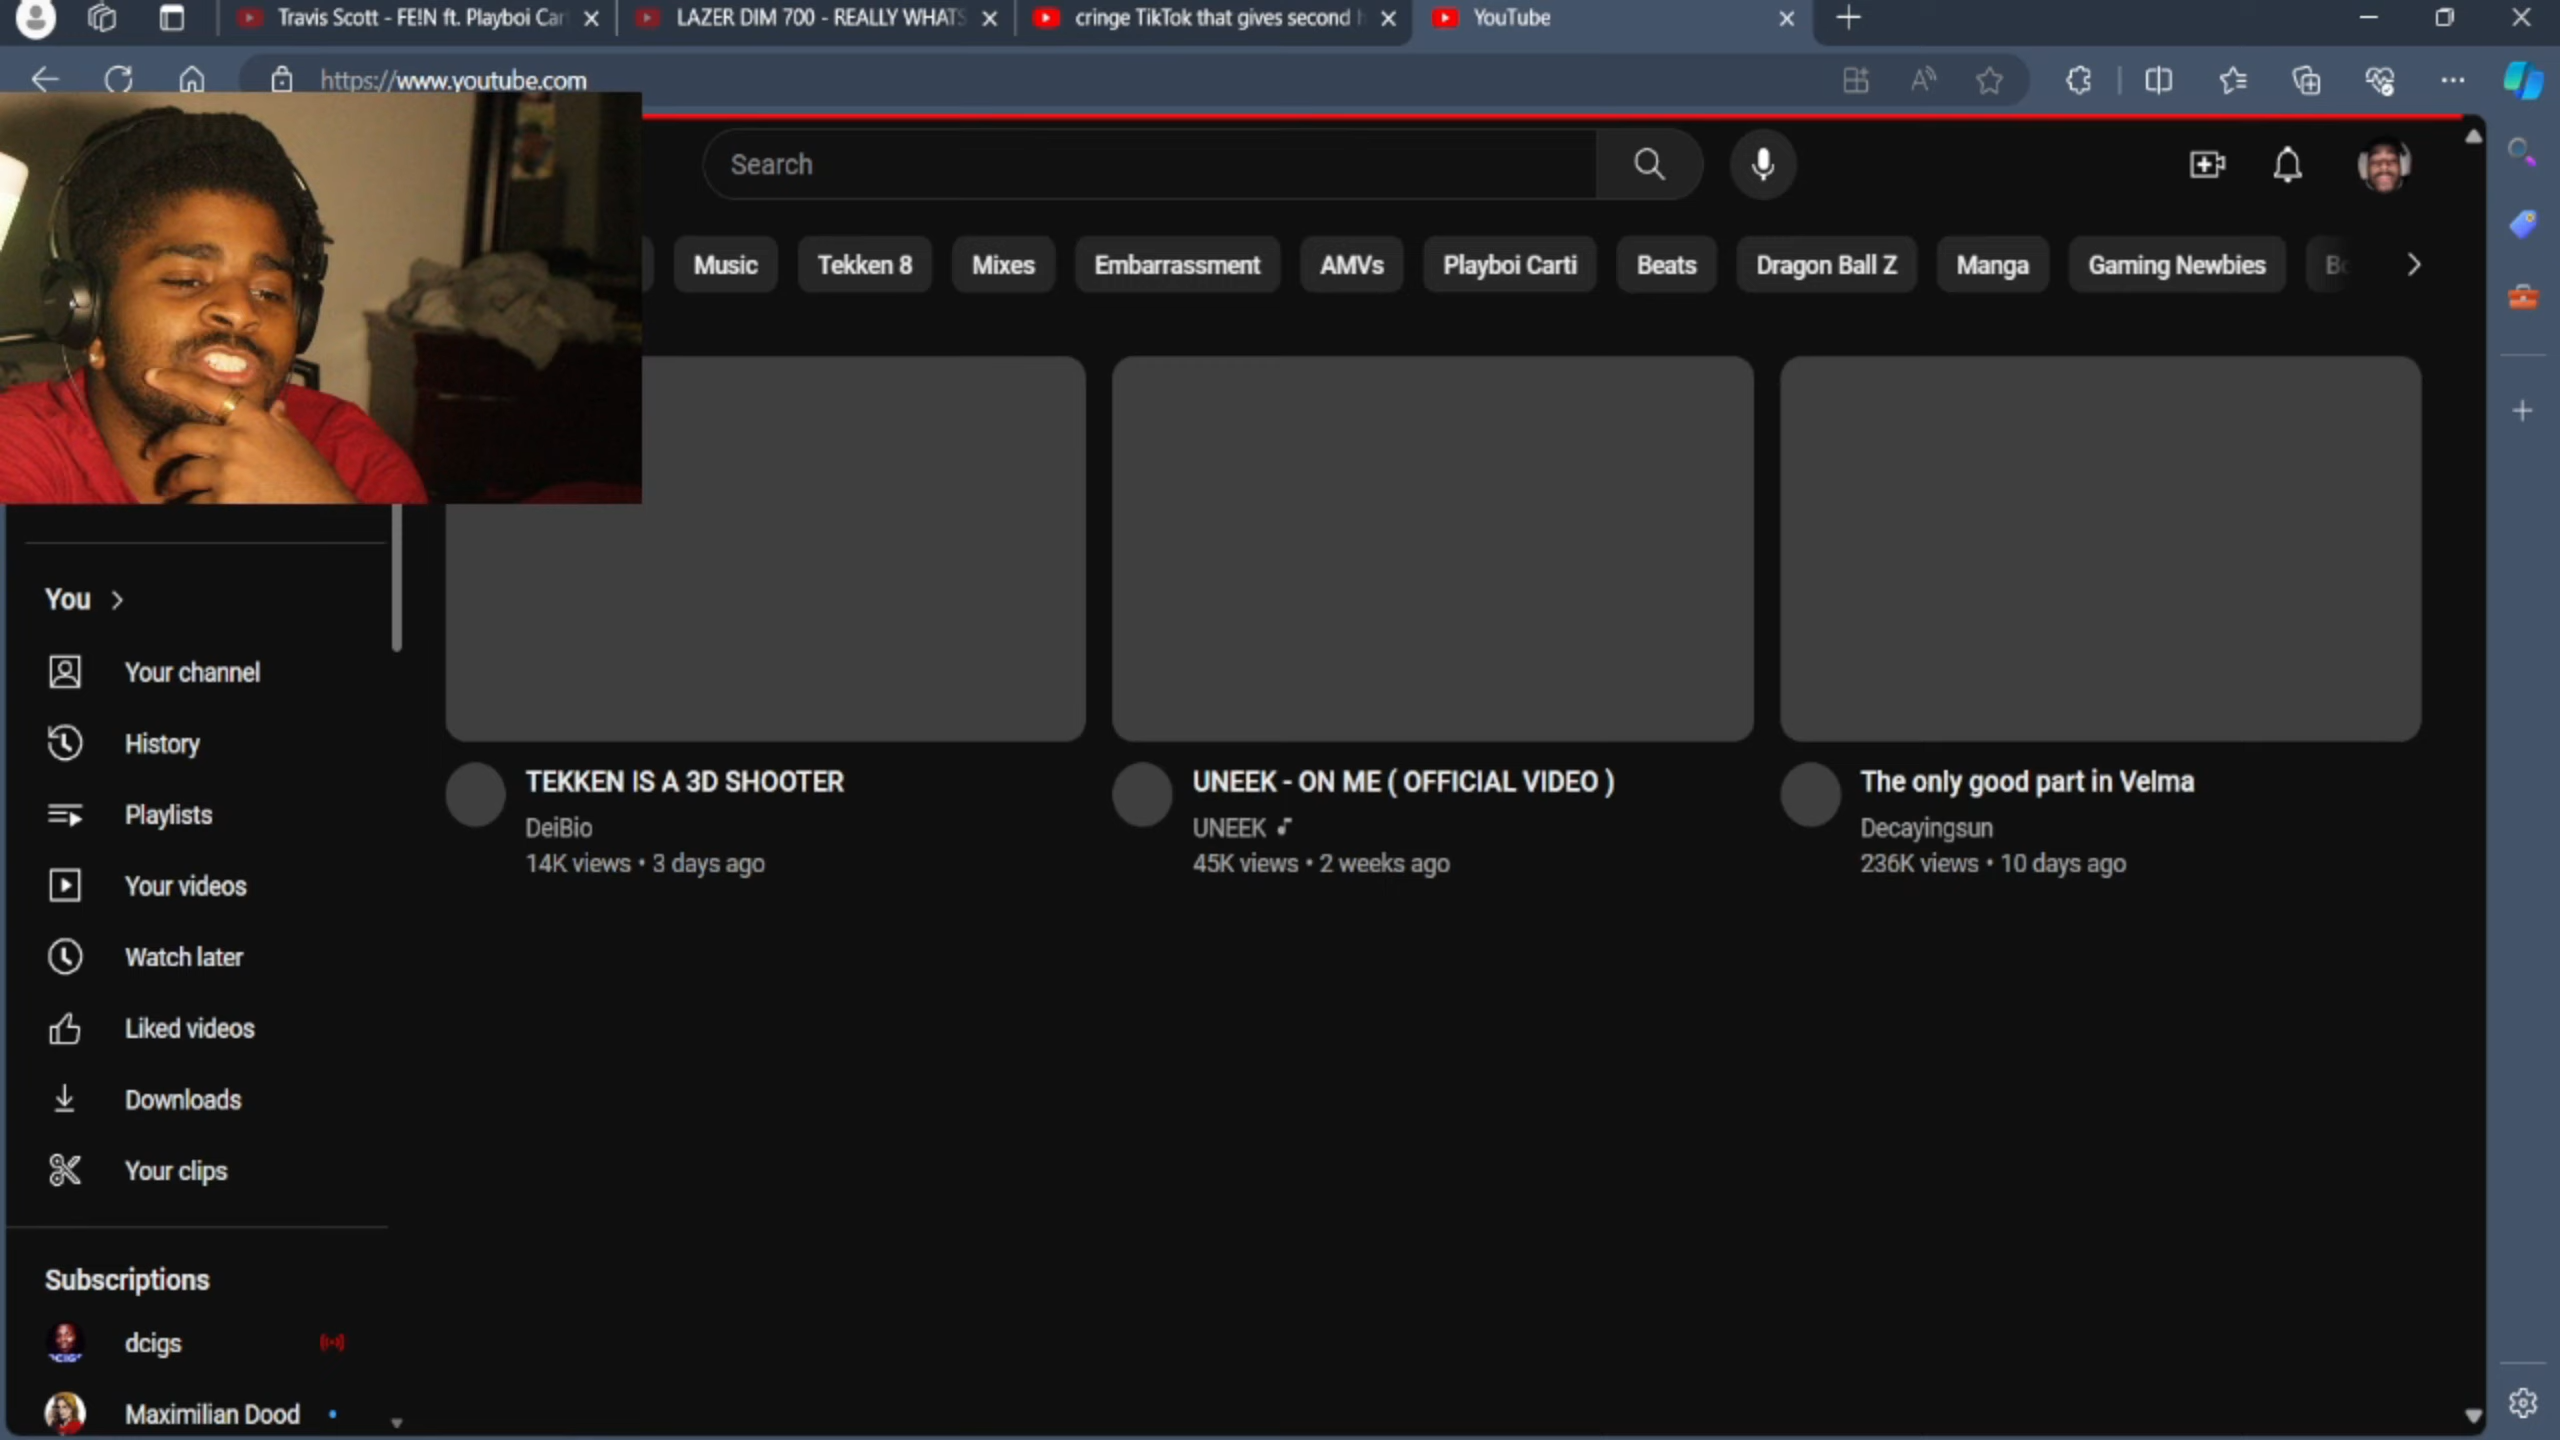 Travis Scott - FE!N ft. Playboi Car
LAZER DIM 700 - REALLY WHATS
cringe TikTok that gives second h
YouTube
https://www.youtube.com
Search
Music
Tekken 8
Mixes
Embarrassment
AMVs
Playboi Carti
Beats
Dragon Ball Z
Manga
Gaming Newbies
You
Your channel
History
Playlists
Your videos
Watch later
Liked videos
Downloads
Your clips
Subscriptions
dcigs
Maximilian Dood
TEKKEN IS A 3D SHOOTER
DeiBio
14K views • 3 days ago
UNEEK - ON ME ( OFFICIAL VIDEO )
UNEEK
45K views • 2 weeks ago
The only good part in Velma
Decayingsun
236K views • 10 days ago